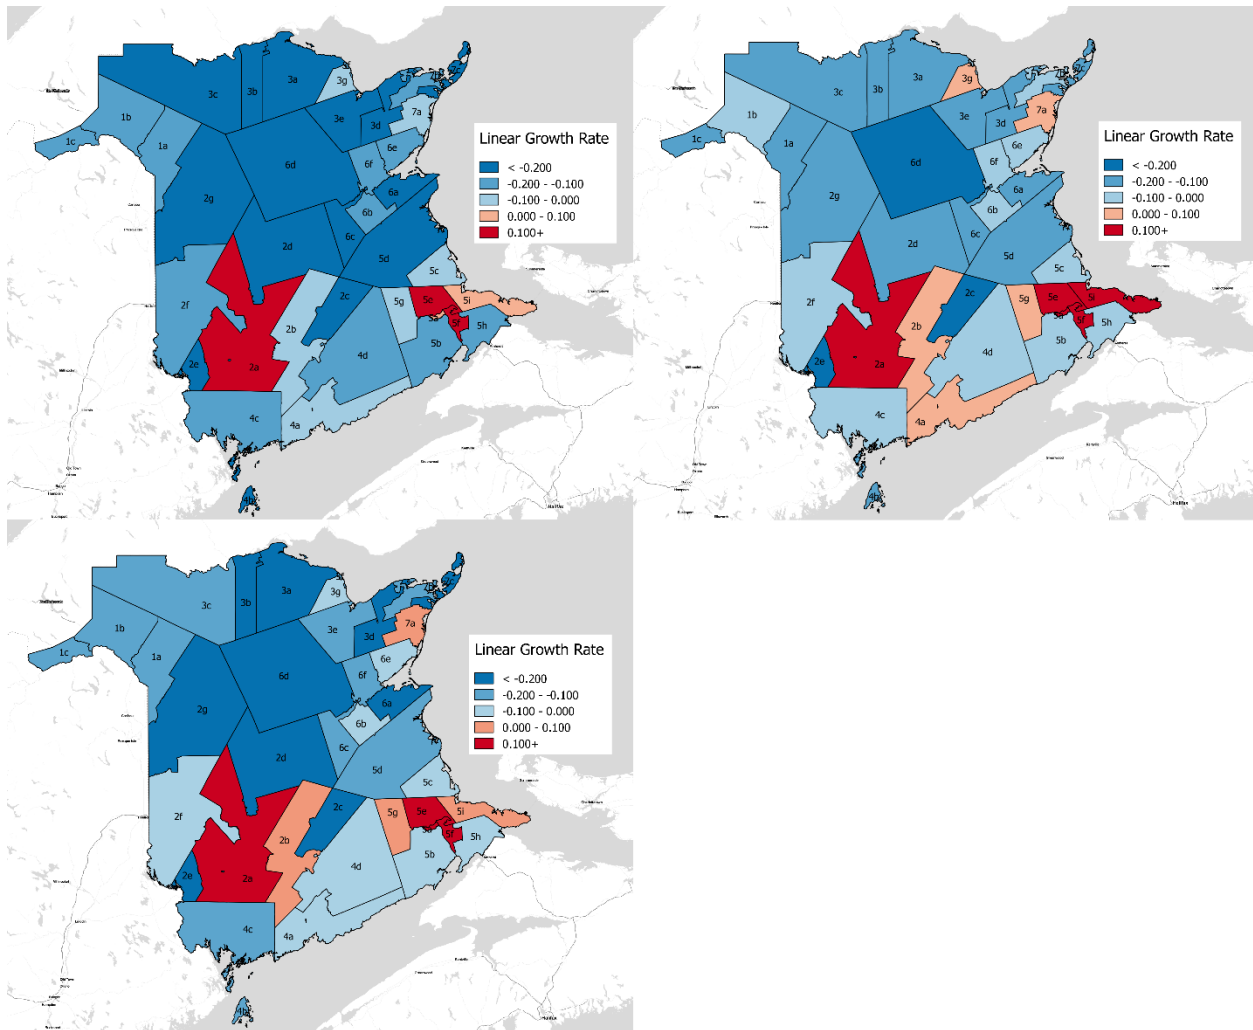 3c
3b
3a
3g
1b
1c
1a
3e
3d
7a
6e
6f
6d
2g
6a
6b
6c
2d
5d
5c
2f
2c
5g
5e
5i
5a
5f
5h
2b
5b
4d
2e
2a
4c
4a
4b
Linear Growth Rate
< -0.200
-0.200 - -0.100
-0.100 - 0.000
0.000 - 0.100
0.100+
Halifax
3c
3b
3a
3g
1b
1c
1a
3e
3d
7a
6e
6f
6d
2g
6a
6b
6c
2d
5d
5c
2f
2c
5g
5e
5i
5f
5h
2b
5b
4d
2e
2a
4c
4a
4b
Linear Growth Rate
< -0.200
-0.200 - -0.100
-0.100 - 0.000
0.000 - 0.100
0.100+
Halifax
3c
3b
3a
3g
1b
1c
1a
3e
3d
7a
6e
6f
6d
2g
6a
6b
6c
2d
5d
5c
2f
2c
5g
5e
5i
5f
5h
2b
5b
4d
2e
2a
4c
4a
4b
Linear Growth Rate
< -0.200
-0.200 - -0.100
-0.100 - 0.000
0.000 - 0.100
0.100+
Halifax